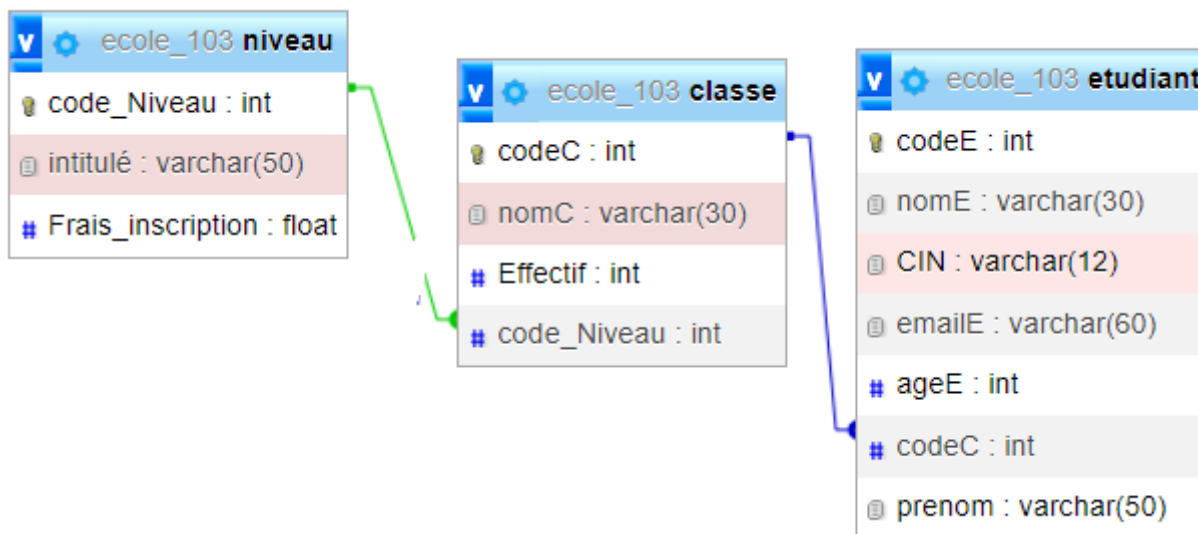 v ecole_103 niveau
code_Niveau : int
intitulé : varchar(50)
# Frais_inscription : float
v ecole_103 classe
codeC : int
nomC : varchar(30)
# Effectif : int
# code_Niveau : int
v ecole_103 etudiant
codeE : int
nomE : varchar(30)
CIN : varchar(12)
emailE : varchar(60)
# ageE : int
# codeC : int
prenom : varchar(50)